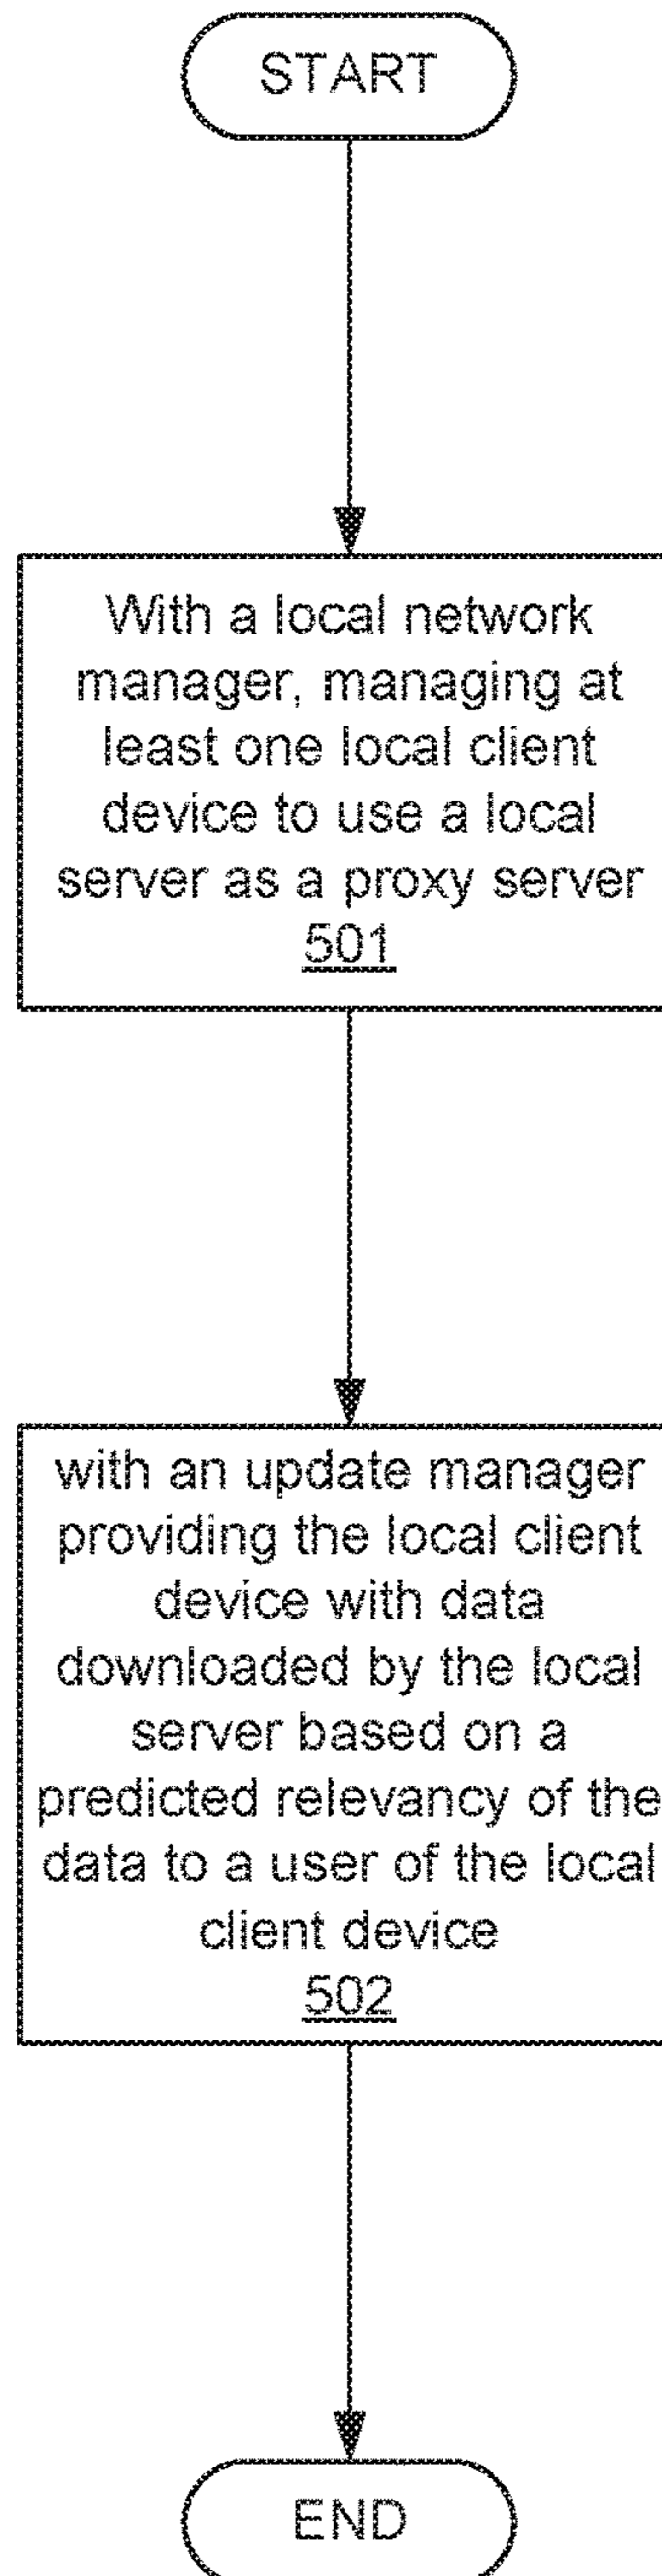 START
With a local network
manager, managing at
least one local client
device to use a local
server as a proxy server
501
with an update manager
providing the local client
device with data
downloaded by the local
server based on a
predicted relevancy of the
data to a user of the local
client device
502
END